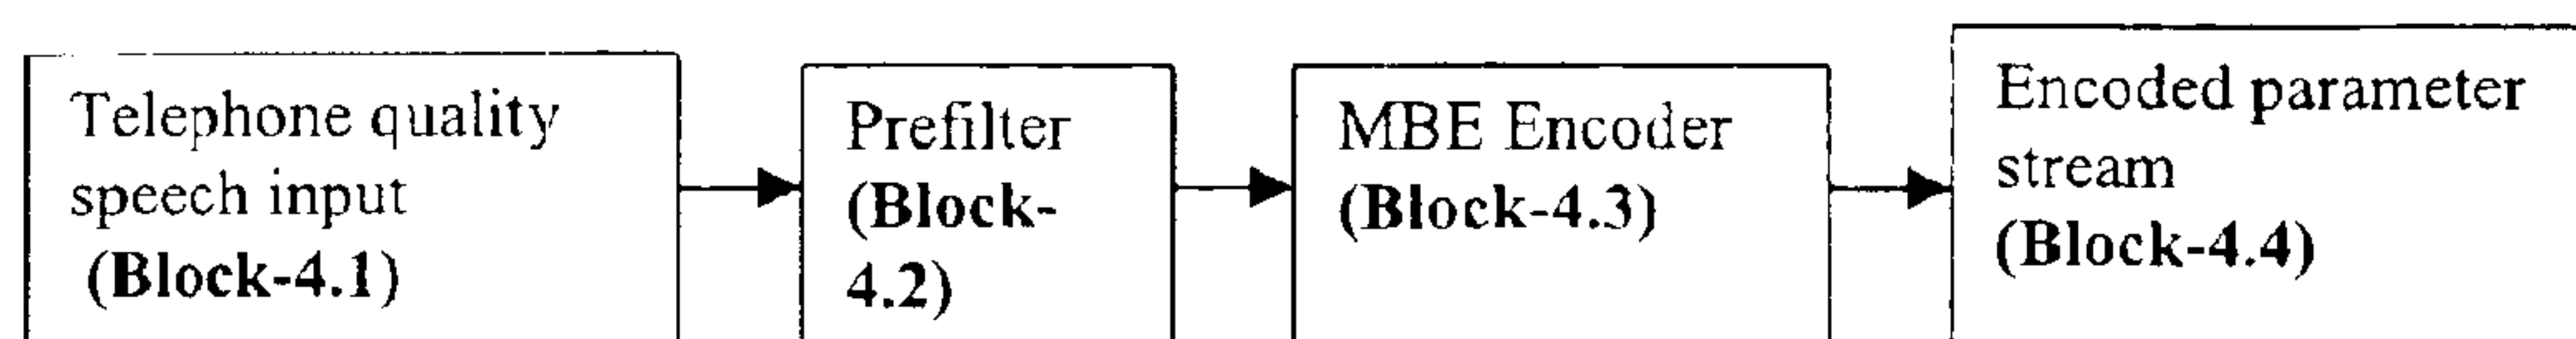 Telephone quality
speech input
(Block-4.1)
Prefilter
(Block-
4.2)
MBE Encoder
(Block-4.3)
Encoded parameter
stream
(Block-4.4)